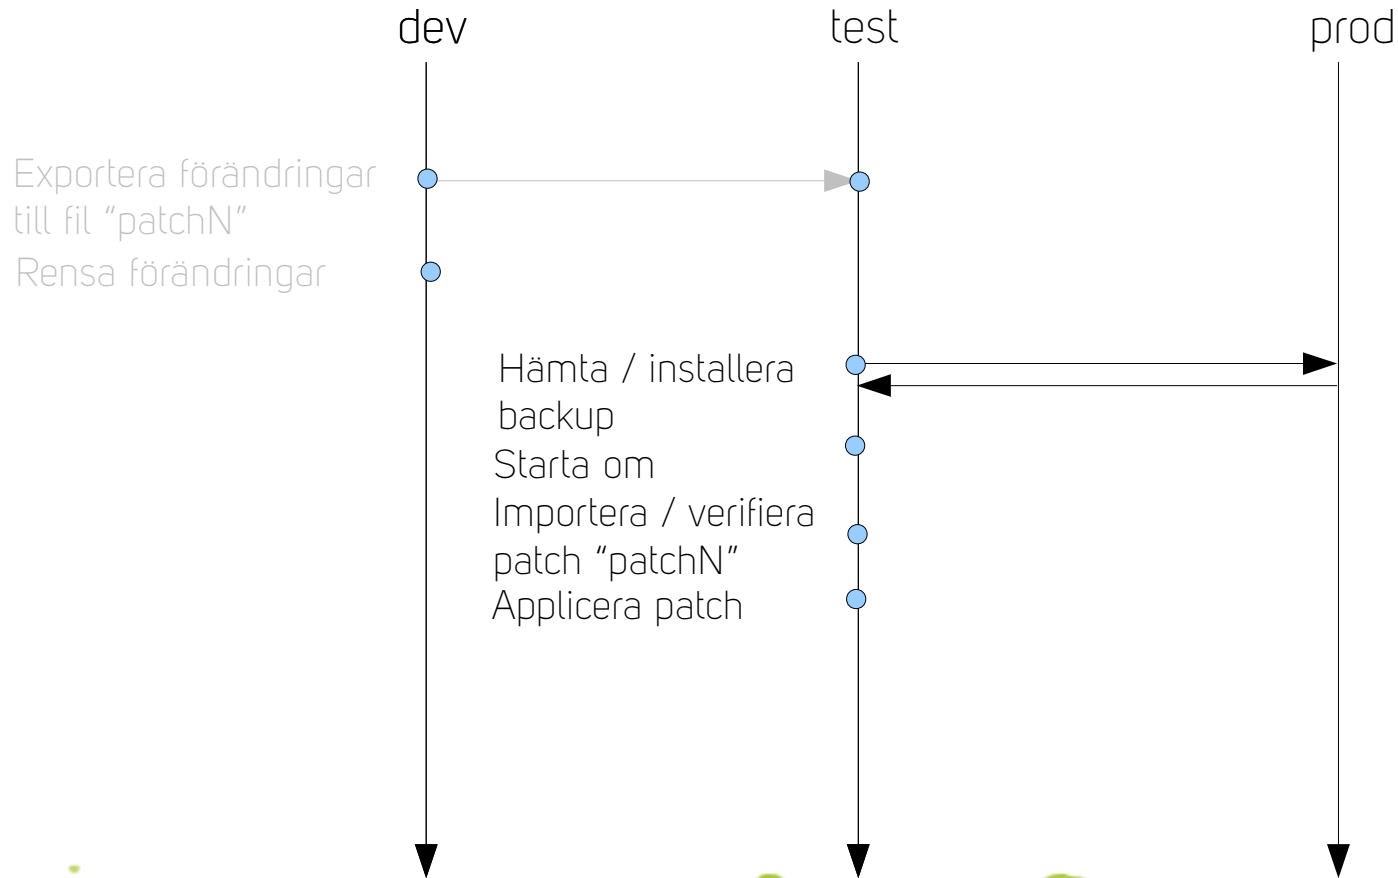 dev
test
prod
Exportera förändringar
till fil “patchN”
Rensa förändringar
Hämta / installera
backup
Starta om
Importera / verifiera
patch “patchN”
Applicera patch